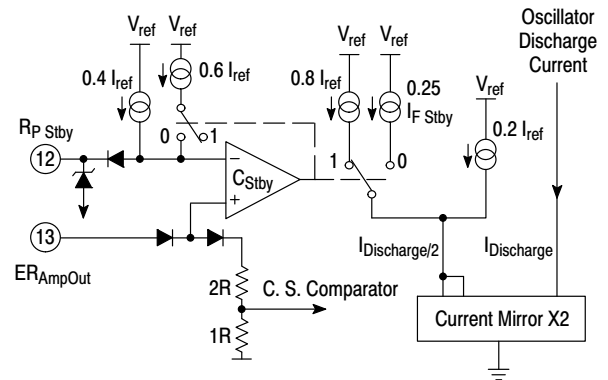 Vref
Vref
Vref
Vref
Oscillator
Discharge
Current
0.4 Iref
0.6 Iref
0.8 Iref
0.25
IF Stby
Vref
0.2 Iref
RP Stby
12
0
1
−
+
CStby
1
0
13
ERAmpOut
2R
1R
C. S. Comparator
IDischarge/2
IDischarge
Current Mirror X2